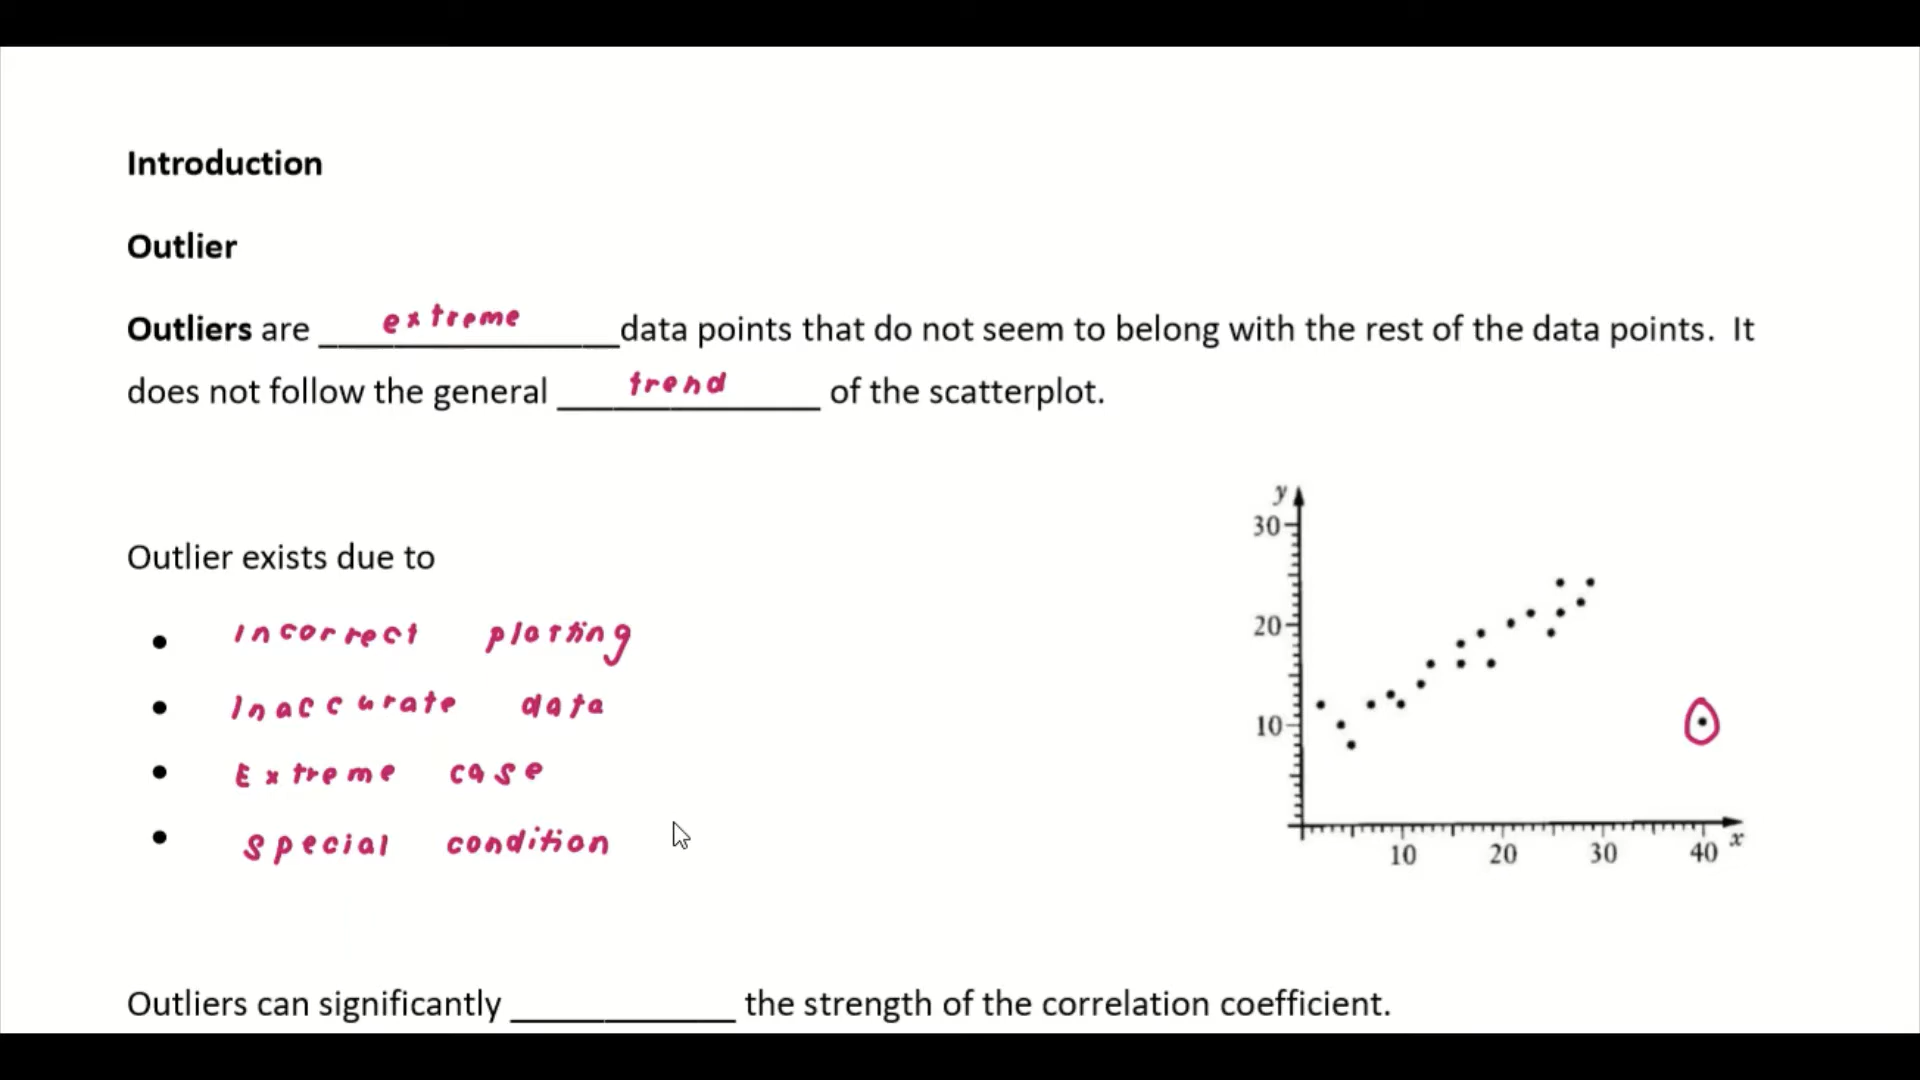 Introduction
Outlier
Outliers are extreme data points that do not seem to belong with the rest of the data points. It
does not follow the general trend of the scatterplot.
Outlier exists due to
• Incorrect plotting
• Inaccurate data
• Extreme case
• Special condition
y
30
20
10
10 20 30 40 x
Outliers can significantly ____________ the strength of the correlation coefficient.